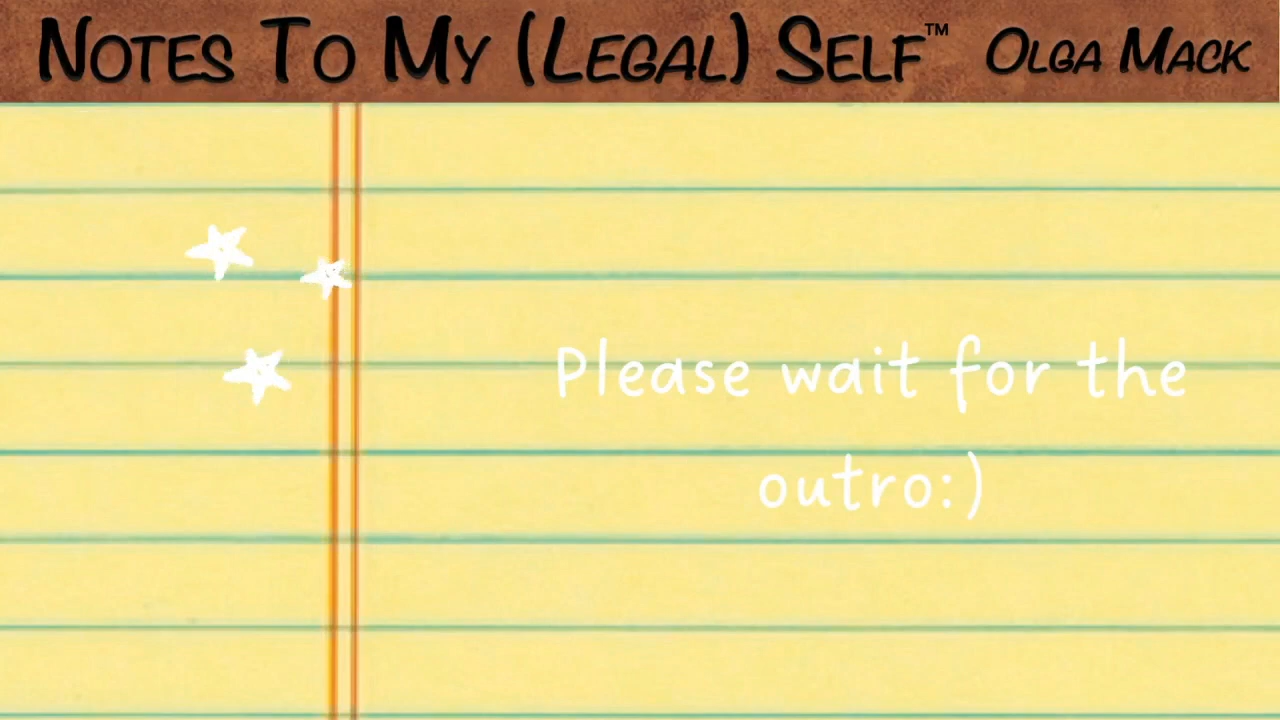 Notes To My (Legal) Self™ Olga Mack
Please wait for the
outro:)